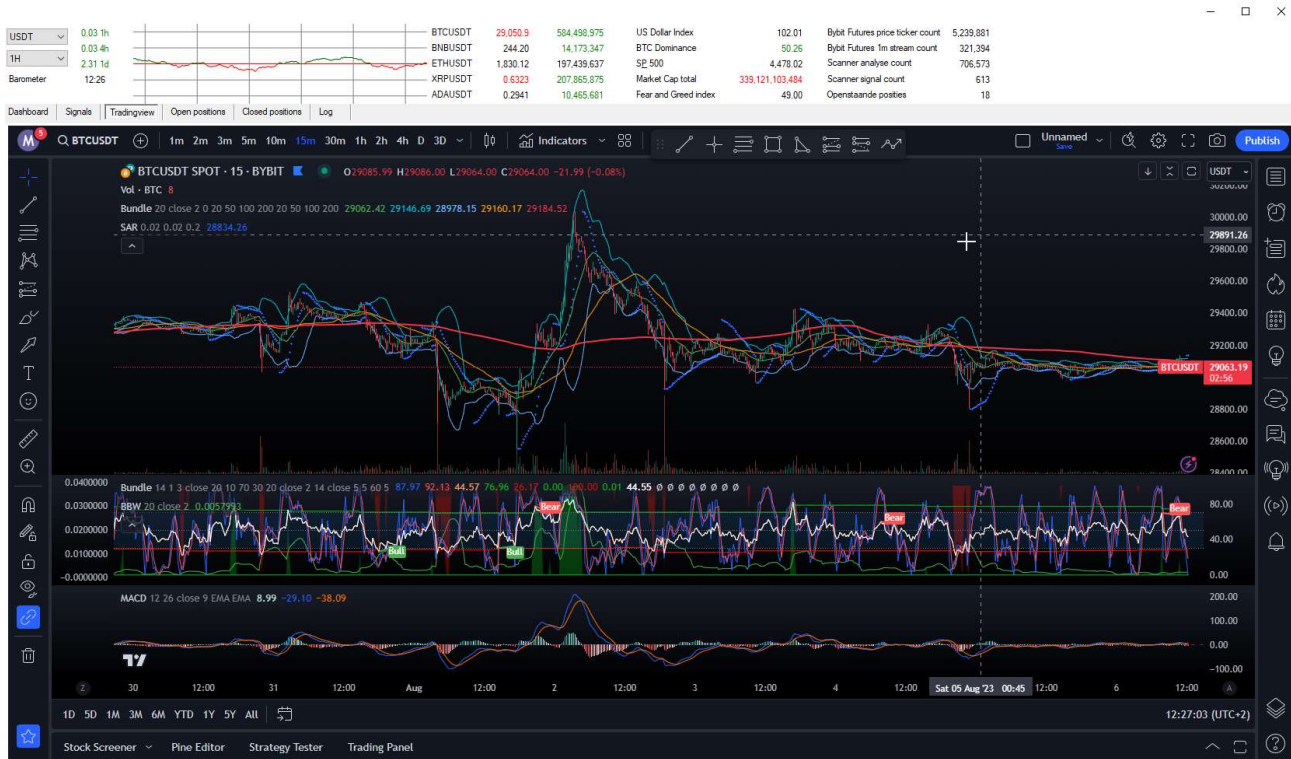 USDT 0.03 1h BTCUSDT 29,050.9 584,498,975 US Dollar Index 102.01 Bybit Futures price ticker count 5,239,881
0.03 4h BNBUSDT 244.20 14,173,347 BTC Dominance 50.26 Bybit Futures 1m stream count 321,394
1H 2.31 1d ETHUSDT 1,830.12 197,439,637 SP 500 4,478.02 Scanner analyse count 706,573
Barometer 12:26 XRPUSDT 0.6323 207,865,875 Market Cap total 339,121,103,484 Scanner signal count 613
ADAUSDT 0.2941 10,465,681 Fear and Greed index 49.00 Openstaande posities 18
Dashboard Signals Tradingview Open positions Closed positions Log
M 5 BTCUSDT 1m 2m 3m 5m 10m 15m 30m 1h 2h 4h D 3D Indicators Unnamed Save Publish
BTCUSDT SPOT · 15 · BYBIT O29085.99 H29086.00 L29064.00 C29064.00 −21.99 (−0.08%) USDT
Vol · BTC 8
30200.00
Bundle 20 close 2 0 20 50 100 200 20 50 100 200 29062.42 29146.69 28978.15 29160.17 29184.52
30000.00
SAR 0.02 0.02 0.2 28834.26
29891.26
29800.00
29600.00
29400.00
29200.00
BTCUSDT 29063.19
02:56
28800.00
28600.00
28400.00
0.0400000 Bundle 14 1 3 close 20 10 70 30 20 close 2 14 close 5 5 60 5 87.97 92.13 44.57 76.96 26.17 0.00 100.00 0.01 44.55 Ø Ø Ø Ø Ø Ø Ø Ø
0.0300000 BBW 20 close 2 0.0057993 Bear Bear Bear 80.00
0.0200000
40.00
0.0100000 Bull Bull
−0.0000000 0.00
MACD 12 26 close 9 EMA EMA 8.99 −29.10 −38.09 200.00
100.00
0.00
−100.00
Z 30 12:00 31 12:00 Aug 12:00 2 12:00 3 12:00 4 12:00 Sat 05 Aug '23 00:45 12:00 6 12:00 A
1D 5D 1M 3M 6M YTD 1Y 5Y All 12:27:03 (UTC+2)
Stock Screener Pine Editor Strategy Tester Trading Panel